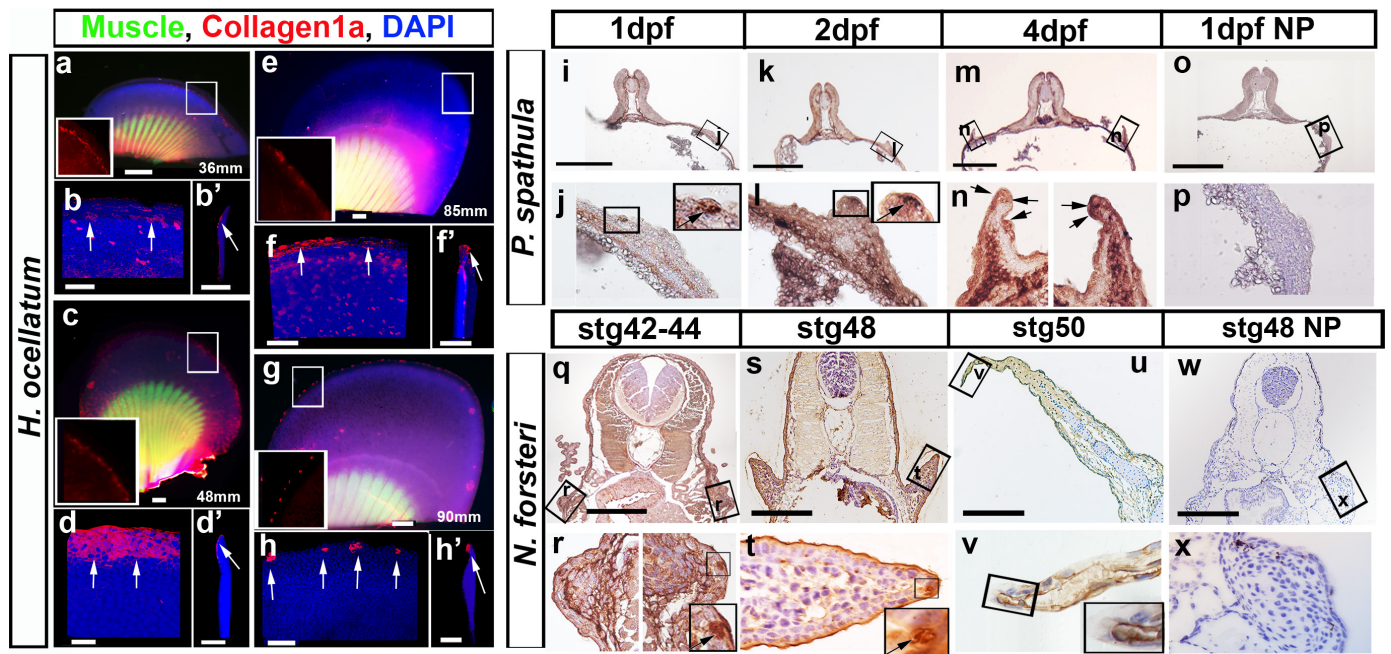 Muscle, Collagen1a, DAPI
H. ocellatum
a
36mm
b
b'
c
48mm
d
d'
e
85mm
f
f'
g
90mm
h
h'
1dpf
2dpf
4dpf
1dpf NP
P. spathula
i
j
k
l
m
n
n
o
p
j
l
n
p
stg42-44
stg48
stg50
stg48 NP
N. forsteri
q
r
r
s
t
u
v
w
x
r
t
v
x